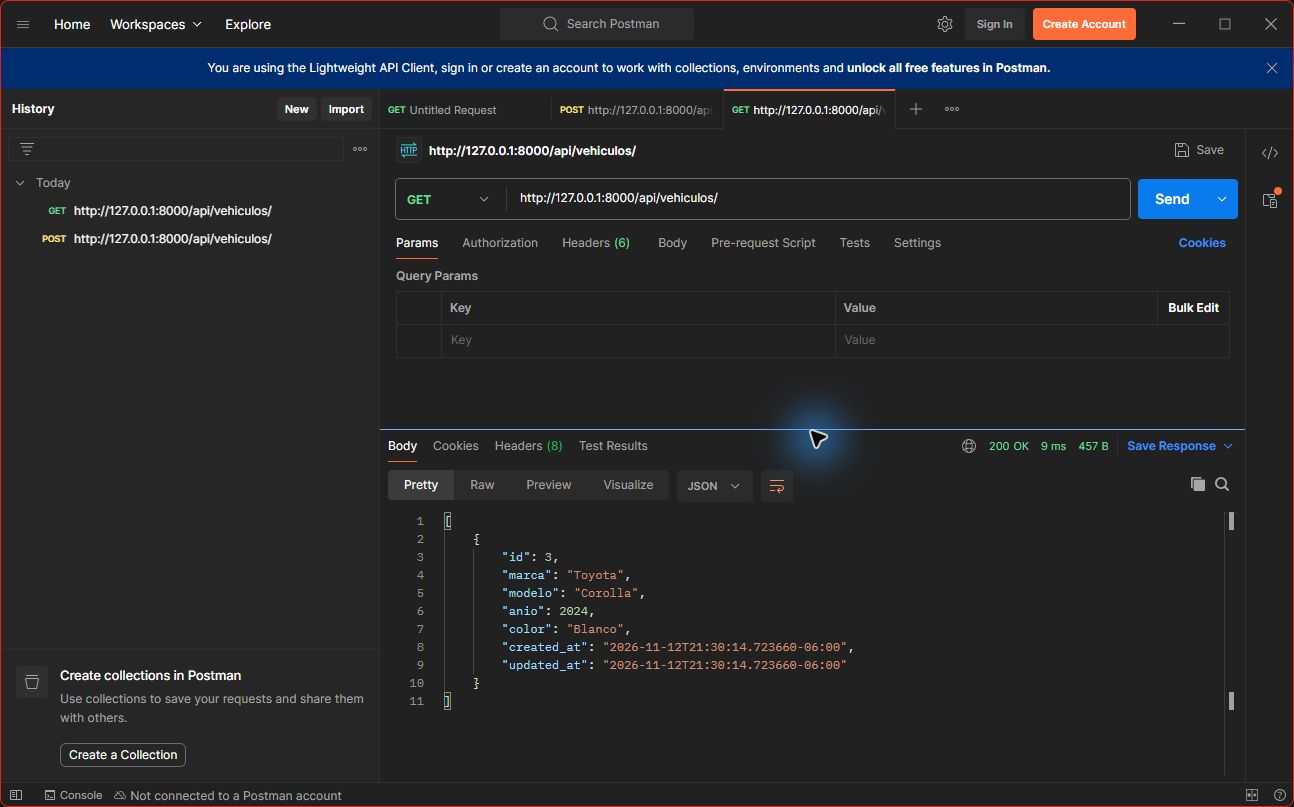 Home Workspaces Explore Search Postman Sign In Create Account
You are using the Lightweight API Client, sign in or create an account to work with collections, environments and unlock all free features in Postman.
History New Import
GET Untitled Request POST http://127.0.0.1:8000/api GET http://127.0.0.1:8000/api/
HTTP http://127.0.0.1:8000/api/vehiculos/ Save
Today
GET http://127.0.0.1:8000/api/vehiculos/
POST http://127.0.0.1:8000/api/vehiculos/
GET http://127.0.0.1:8000/api/vehiculos/ Send
Params Authorization Headers (6) Body Pre-request Script Tests Settings Cookies
Query Params
Key Value Bulk Edit
Key Value
Body Cookies Headers (8) Test Results 200 OK 9 ms 457 B Save Response
Pretty Raw Preview Visualize JSON
1 [
2 {
3 "id": 3,
4 "marca": "Toyota",
5 "modelo": "Corolla",
6 "anio": 2024,
7 "color": "Blanco",
8 "created_at": "2026-11-12T21:30:14.723660-06:00",
9 "updated_at": "2026-11-12T21:30:14.723660-06:00"
10 }
11 ]
Create collections in Postman
Use collections to save your requests and share them
with others.
Create a Collection
Console Not connected to a Postman account